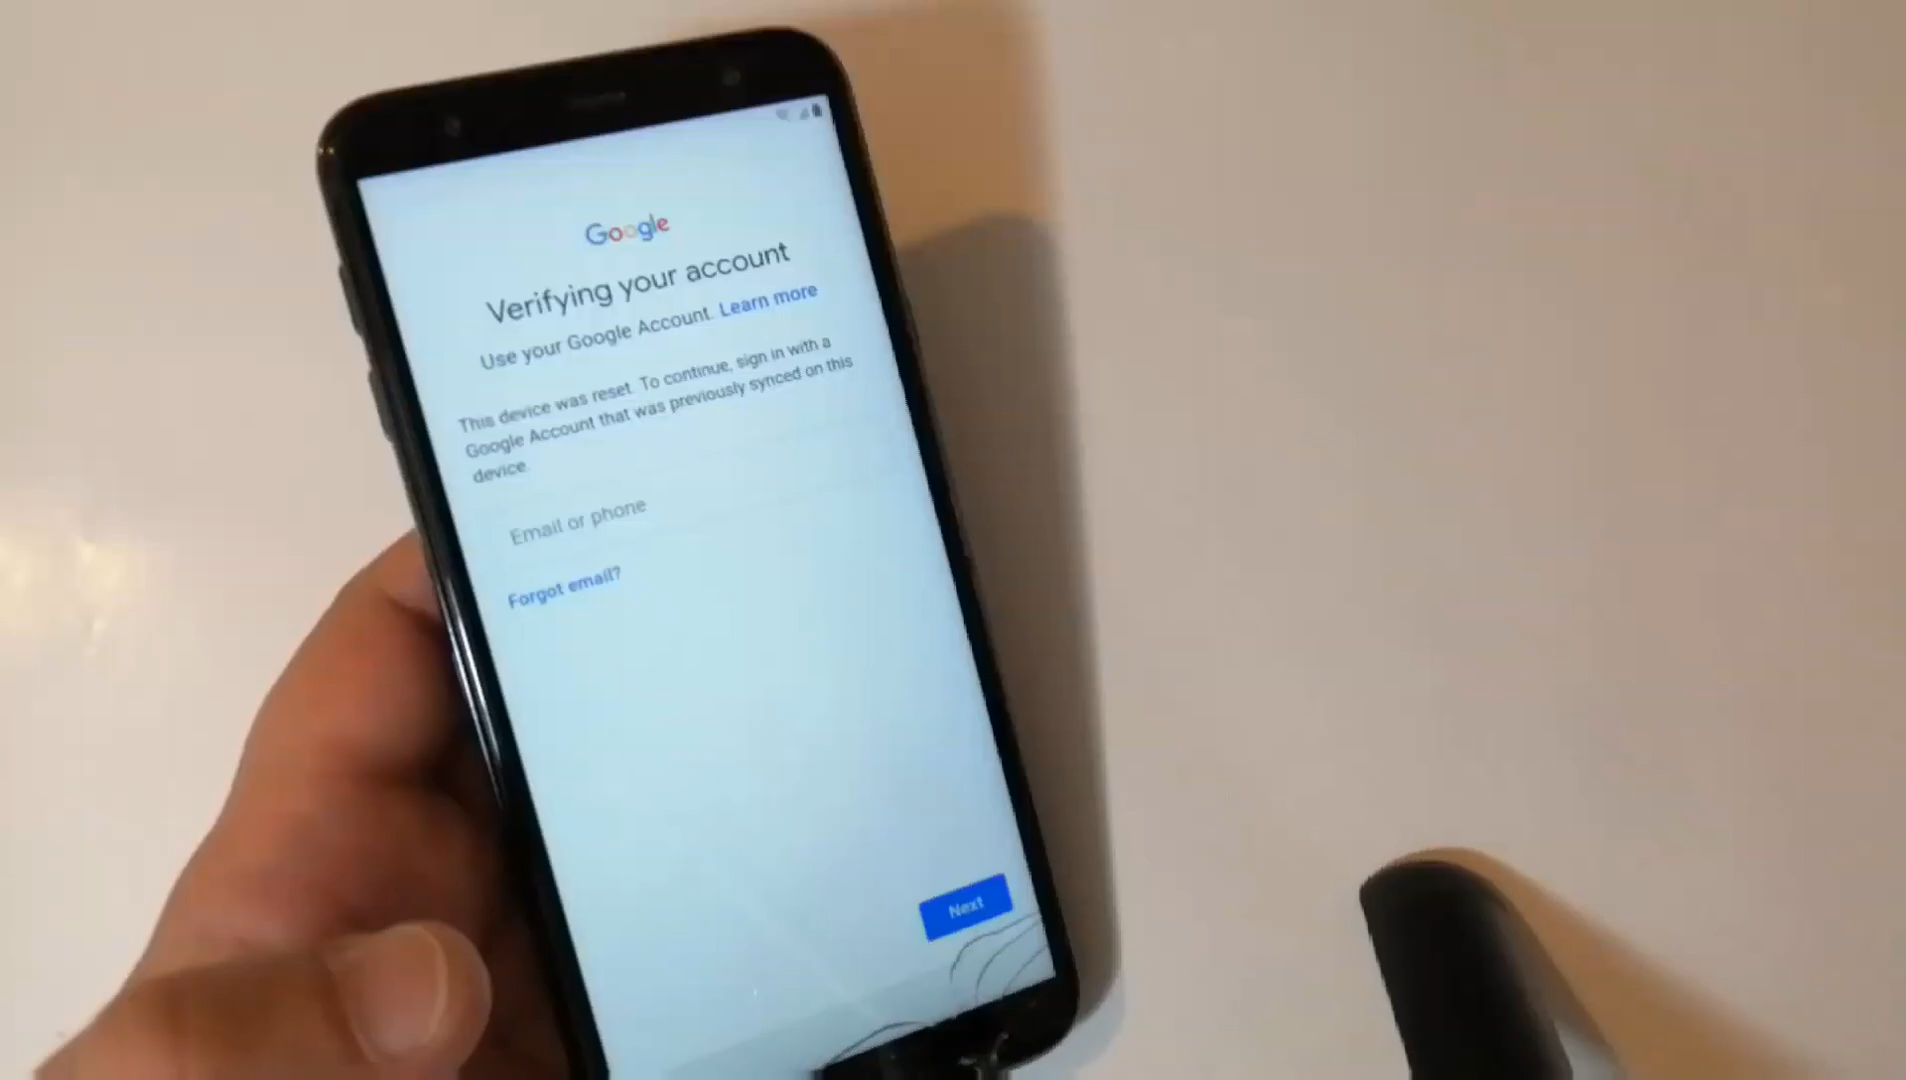 Google
Verifying your account
Use your Google Account. Learn more
This device was reset. To continue, sign in with a
Google Account that was previously synced on this
device.
Email or phone
Forgot email?
Next